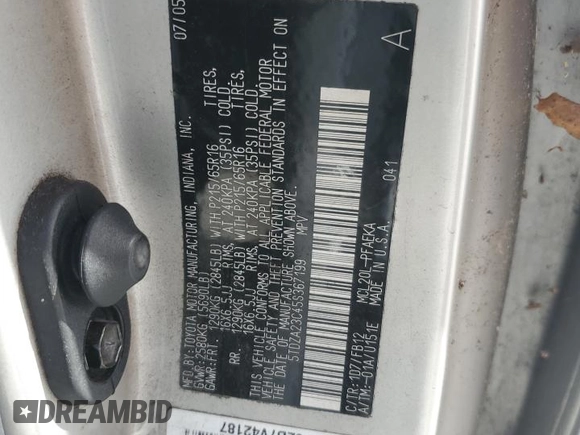 MFD.BY:TOYOTA MOTOR MANUFACTURING, INDIANA, INC. 07/05
GVWR:2580KG (5690LB)
GAWR:FRT. 1290KG (2845LB) WITH P215/65R16 TIRES,
16X6.5JJ RIMS, AT 240KPA (35PSI) COLD,
RR. 1290KG (2845LB) WITH P215/65R16 TIRES,
16X6.5JJ RIMS, AT 240KPA (35PSI) COLD.
THIS VEHICLE CONFORMS TO ALL APPLICABLE FEDERAL MOTOR
VEHICLE SAFETY AND THEFT PREVENTION STANDARDS IN EFFECT ON
THE DATE OF MANUFACTURE SHOWN ABOVE.
5TDZA23C45S367199 MPV
A
C/TR:1D7/FB12 MCL20L-PFAEKA
A/TM:-01A/U151E MADE IN U.S.A. 041
RIDESAFELY